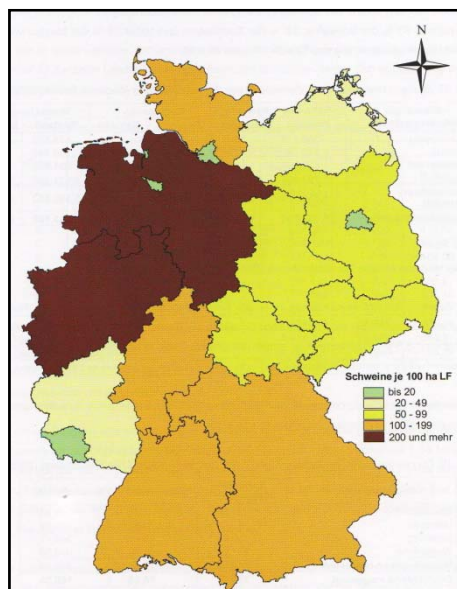 N
Schweine je 100 ha LF
bis 20
20 - 49
50 - 99
100 - 199
200 und mehr